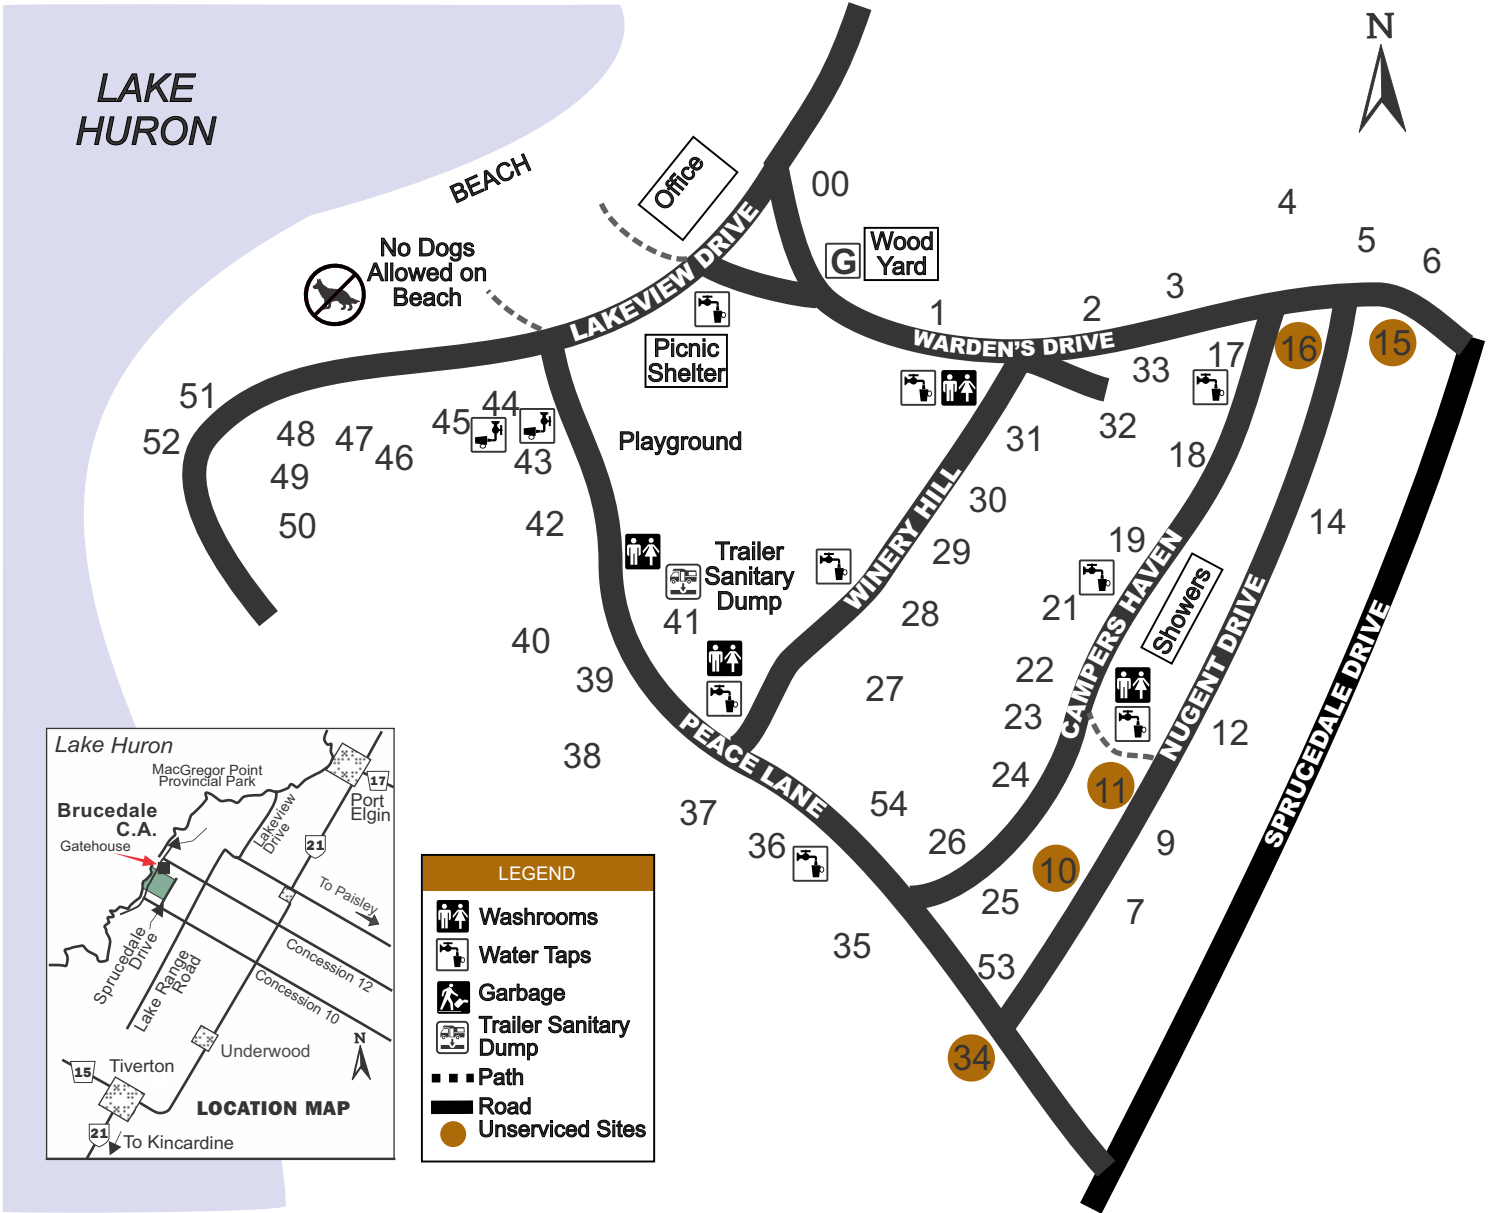 LAKE
HURON
N
BEACH
Office
00
4
5
6
No Dogs
Allowed on
Beach
LAKEVIEW DRIVE
G
Wood
Yard
1
2
3
WARDEN'S DRIVE
Picnic
Shelter
33
17
16
15
51
52
48
47
46
45
44
43
49
50
42
Playground
31
32
18
30
14
WINERY HILL
29
19
Trailer
Sanitary
Dump
41
28
21
CAMPERS HAVEN
Showers
NUGENT DRIVE
SPRUCEDALE DRIVE
40
39
27
22
23
12
38
PEACE LANE
24
11
37
36
54
26
9
10
25
7
35
53
34
Lake Huron
MacGregor Point
Provincial Park
17
Port
Elgin
Brucedale
C.A.
Gatehouse
Lakeview
Drive
21
To Paisley
Sprucedale
Drive
Lake Range
Road
Concession 12
Concession 10
N
Underwood
15
Tiverton
LOCATION MAP
21
To Kincardine
LEGEND
Washrooms
Water Taps
Garbage
Trailer Sanitary
Dump
Path
Road
Unserviced Sites